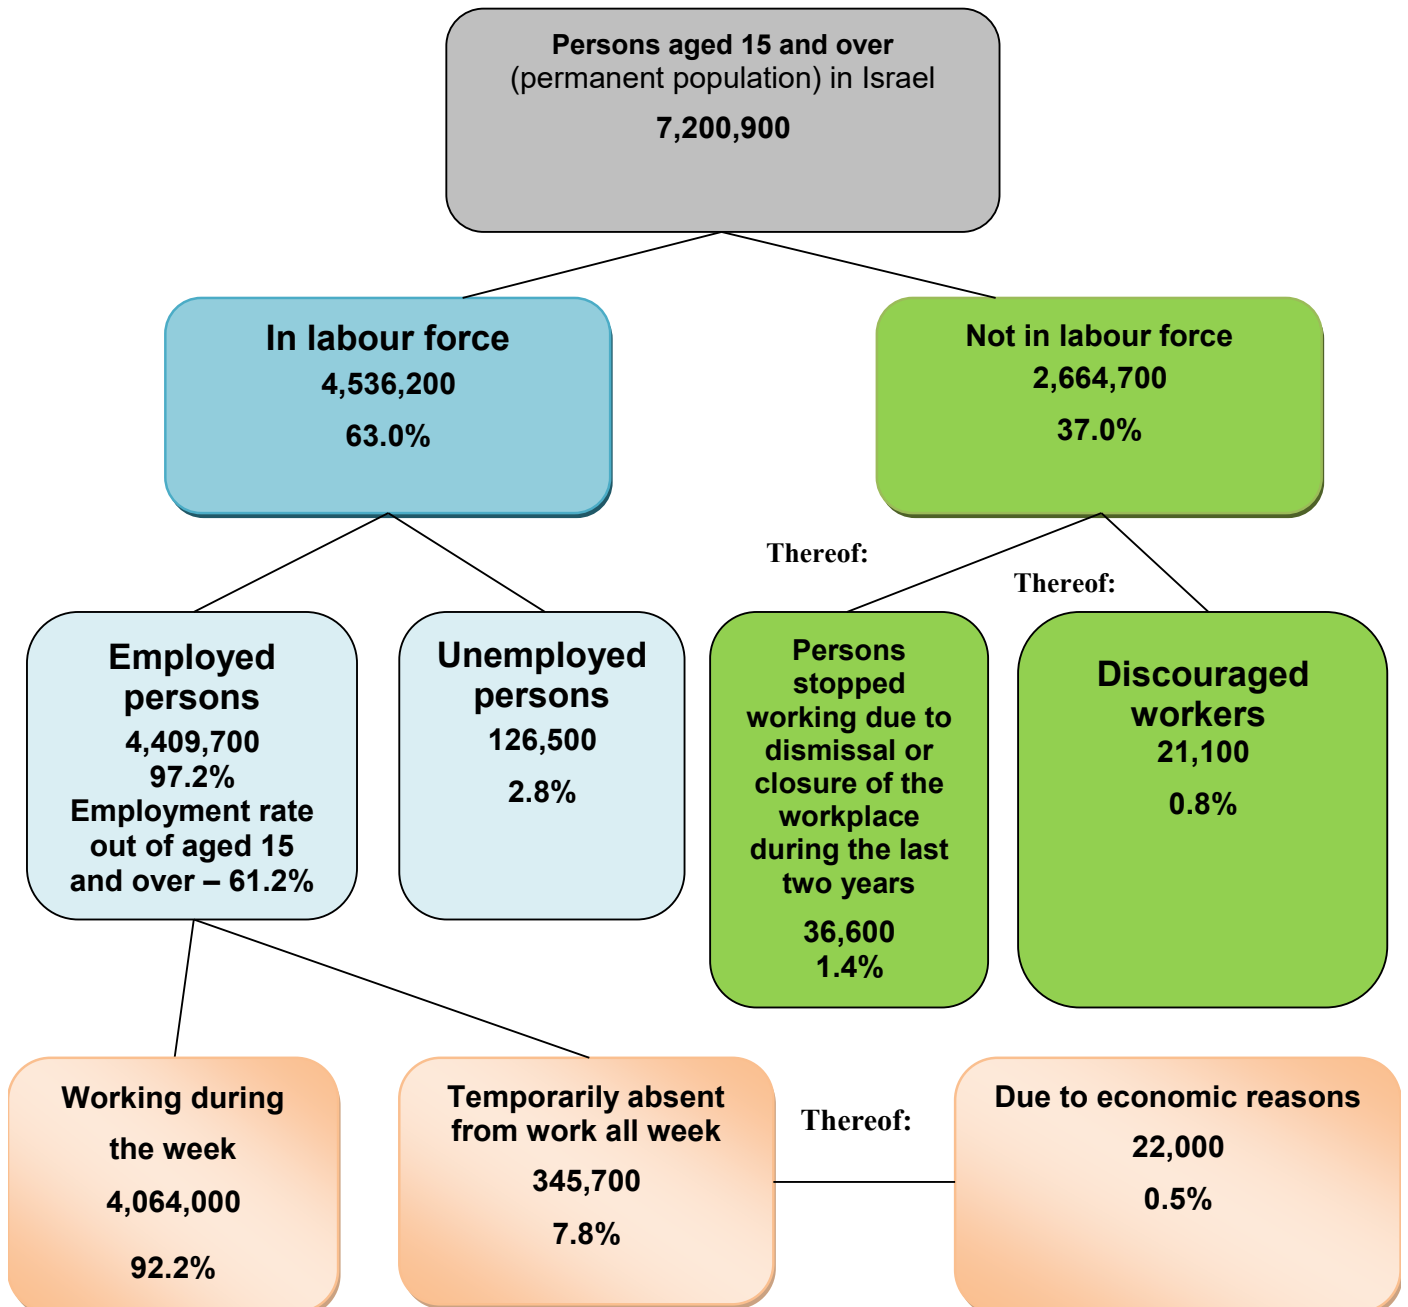 Persons aged 15 and over
(permanent population) in Israel
7,200,900
In labour force
4,536,200
63.0%
Not in labour force
2,664,700
37.0%
Thereof:
Thereof:
Employed
persons
4,409,700
97.2%
Employment rate
out of aged 15
and over – 61.2%
Unemployed
persons
126,500
2.8%
Persons
stopped
working due to
dismissal or
closure of the
workplace
during the last
two years
36,600
1.4%
Discouraged
workers
21,100
0.8%
Working during
the week
4,064,000
92.2%
Temporarily absent
from work all week
345,700
7.8%
Thereof:
Due to economic reasons
22,000
0.5%